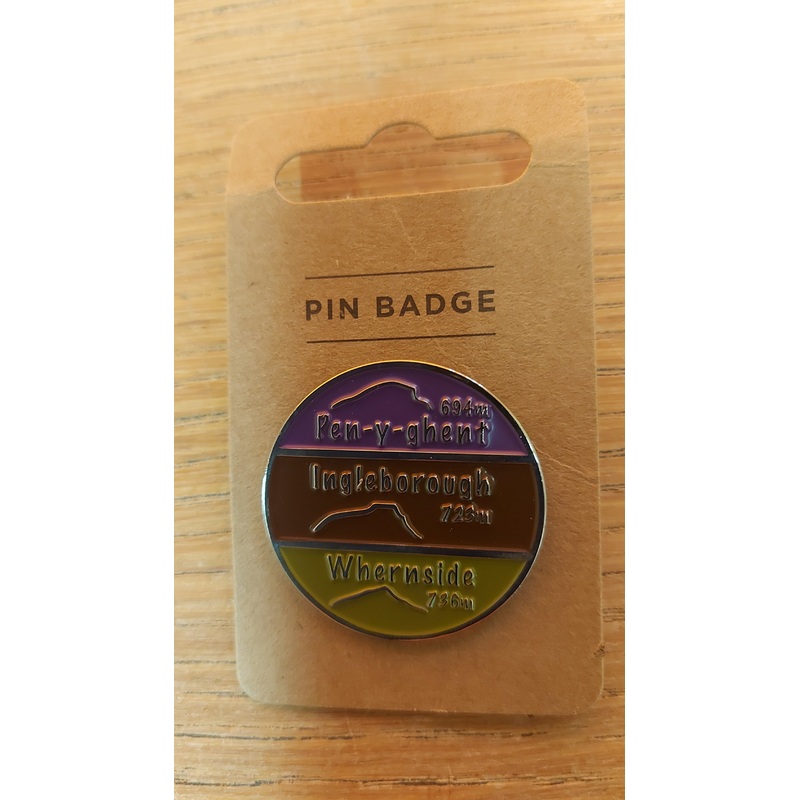 PIN BADGE
694m
Pen-y-ghent
Ingleborough
723m
Whernside
736m